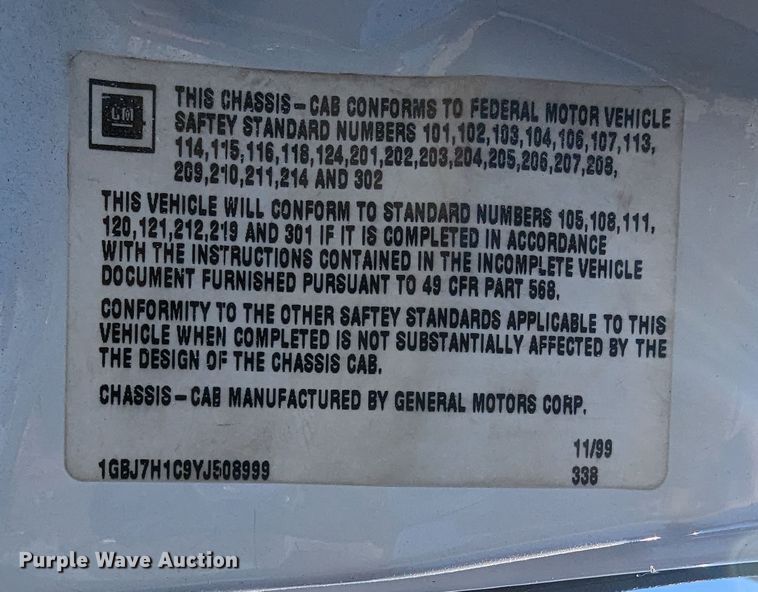 GM
THIS CHASSIS-CAB CONFORMS TO FEDERAL MOTOR VEHICLE
SAFTEY STANDARD NUMBERS 101,102,103,104,106,107,113,
114,115,116,118,124,201,202,203,204,205,206,207,208,
209,210,211,214 AND 302
THIS VEHICLE WILL CONFORM TO STANDARD NUMBERS 105,108,111,
120,121,212,219 AND 301 IF IT IS COMPLETED IN ACCORDANCE
WITH THE INSTRUCTIONS CONTAINED IN THE INCOMPLETE VEHICLE
DOCUMENT FURNISHED PURSUANT TO 49 CFR PART 568.
CONFORMITY TO THE OTHER SAFTEY STANDARDS APPLICABLE TO THIS
VEHICLE WHEN COMPLETED IS NOT SUBSTANTIALLY AFFECTED BY THE
THE DESIGN OF THE CHASSIS CAB.
CHASSIS-CAB MANUFACTURED BY GENERAL MOTORS CORP.
11/99
1GBJ7H1C9YJ508999 338
Purple Wave Auction